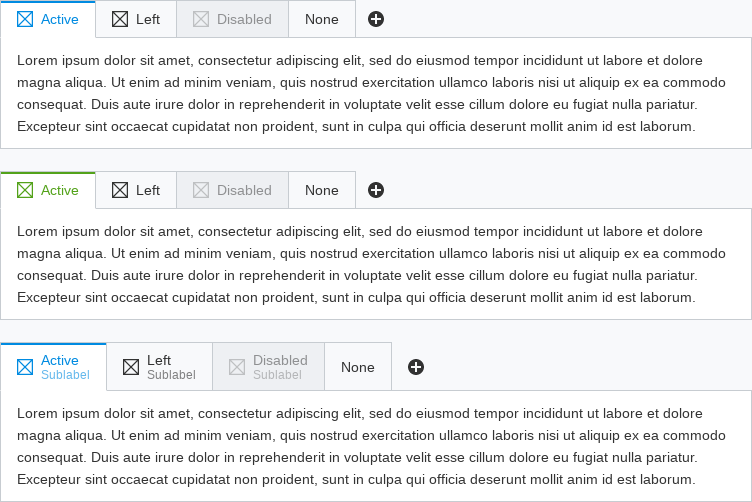 Active Left Disabled None
Lorem ipsum dolor sit amet, consectetur adipiscing elit, sed do eiusmod tempor incididunt ut labore et dolore
magna aliqua. Ut enim ad minim veniam, quis nostrud exercitation ullamco laboris nisi ut aliquip ex ea commodo
consequat. Duis aute irure dolor in reprehenderit in voluptate velit esse cillum dolore eu fugiat nulla pariatur.
Excepteur sint occaecat cupidatat non proident, sunt in culpa qui officia deserunt mollit anim id est laborum.
Active Left Disabled None
Lorem ipsum dolor sit amet, consectetur adipiscing elit, sed do eiusmod tempor incididunt ut labore et dolore
magna aliqua. Ut enim ad minim veniam, quis nostrud exercitation ullamco laboris nisi ut aliquip ex ea commodo
consequat. Duis aute irure dolor in reprehenderit in voluptate velit esse cillum dolore eu fugiat nulla pariatur.
Excepteur sint occaecat cupidatat non proident, sunt in culpa qui officia deserunt mollit anim id est laborum.
Active Left Disabled None
Sublabel Sublabel Sublabel
Lorem ipsum dolor sit amet, consectetur adipiscing elit, sed do eiusmod tempor incididunt ut labore et dolore
magna aliqua. Ut enim ad minim veniam, quis nostrud exercitation ullamco laboris nisi ut aliquip ex ea commodo
consequat. Duis aute irure dolor in reprehenderit in voluptate velit esse cillum dolore eu fugiat nulla pariatur.
Excepteur sint occaecat cupidatat non proident, sunt in culpa qui officia deserunt mollit anim id est laborum.